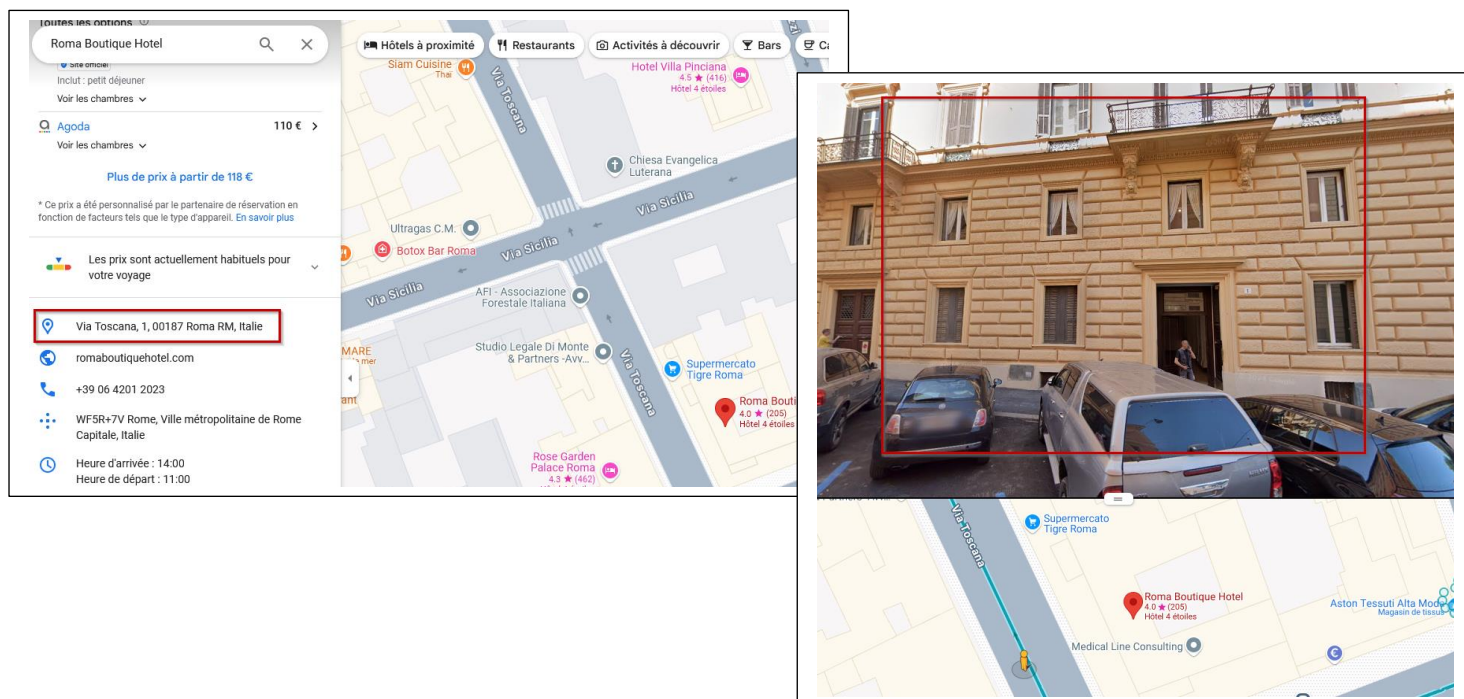 Toutes les options
Roma Boutique Hotel
Site officiel
Inclut : petit déjeuner
Voir les chambres
Agoda
110 €
Voir les chambres
Plus de prix à partir de 118 €
* Ce prix a été personnalisé par le partenaire de réservation en
fonction de facteurs tels que le type d'appareil. En savoir plus
Les prix sont actuellement habituels pour
votre voyage
Via Toscana, 1, 00187 Roma RM, Italie
romaboutiquehotel.com
+39 06 4201 2023
WF5R+7V Rome, Ville métropolitaine de Rome
Capitale, Italie
Heure d'arrivée : 14:00
Heure de départ : 11:00
Hôtels à proximité
Restaurants
Activités à découvrir
Bars
Siam Cuisine
Thaï
Via Toscana
Hotel Villa Pinciana
4.5 ★ (416)
Hôtel 4 étoiles
Chiesa Evangelica
Luterana
Via Sicilia
Ultragas C.M.
Botox Bar Roma
Via Sicilia
Via Sicilia
AFI - Associazione
Forestale Italiana
MARE
Studio Legale Di Monte
& Partners -Avv...
Via Toscana
Supermercato
Tigre Roma
Roma Bouti
4.0 ★ (205)
Hôtel 4 étoiles
Rose Garden
Palace Roma
4.3 ★ (462)
Via Toscana
Supermercato
Tigre Roma
Roma Boutique Hotel
4.0 ★ (205)
Hôtel 4 étoiles
Aston Tessuti Alta Moda
Magasin de tissus
Medical Line Consulting